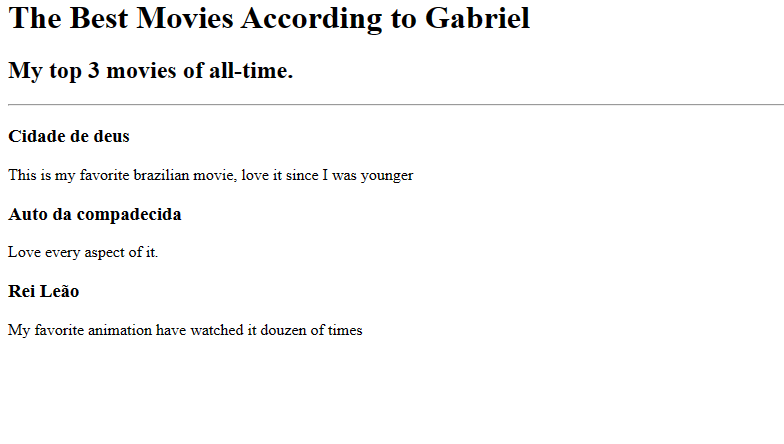 The Best Movies According to Gabriel
My top 3 movies of all-time.
Cidade de deus
This is my favorite brazilian movie, love it since I was younger
Auto da compadecida
Love every aspect of it.
Rei Leão
My favorite animation have watched it douzen of times